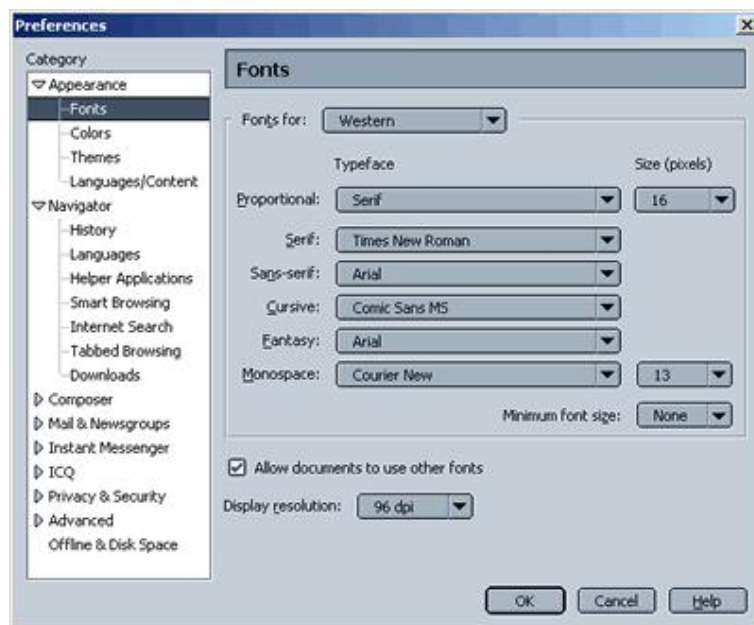 Preferences
Category
Appearance
Fonts
Colors
Themes
Languages/Content
Navigator
History
Languages
Helper Applications
Smart Browsing
Internet Search
Tabbed Browsing
Downloads
Composer
Mail & Newsgroups
Instant Messenger
ICQ
Privacy & Security
Advanced
Offline & Disk Space
Fonts
Fonts for: Western
Typeface Size (pixels)
Proportional: Serif 16
Serif: Times New Roman
Sans-serif: Arial
Cursive: Comic Sans MS
Fantasy: Arial
Monospace: Courier New 13
Minimum font size: None
Allow documents to use other fonts
Display resolution: 96 dpi
OK Cancel Help